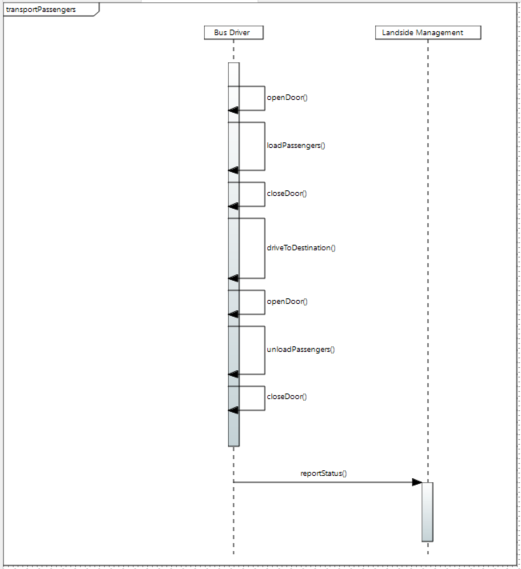 transportPassengers
Bus Driver
Landside Management
openDoor()
loadPassengers()
closeDoor()
driveToDestination()
openDoor()
unloadPassengers()
closeDoor()
reportStatus()